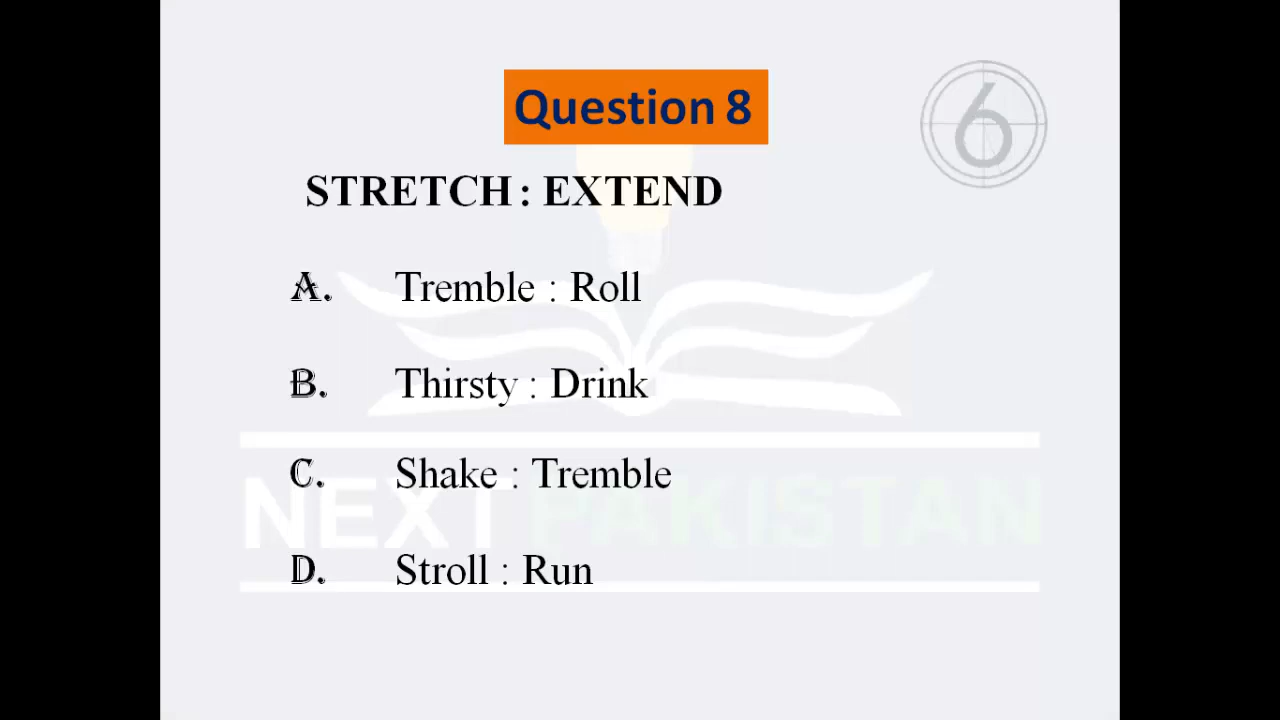 Question 8
6
STRETCH : EXTEND
A. Tremble : Roll
B. Thirsty : Drink
C. Shake : Tremble
NEXT PAKISTAN
D. Stroll : Run